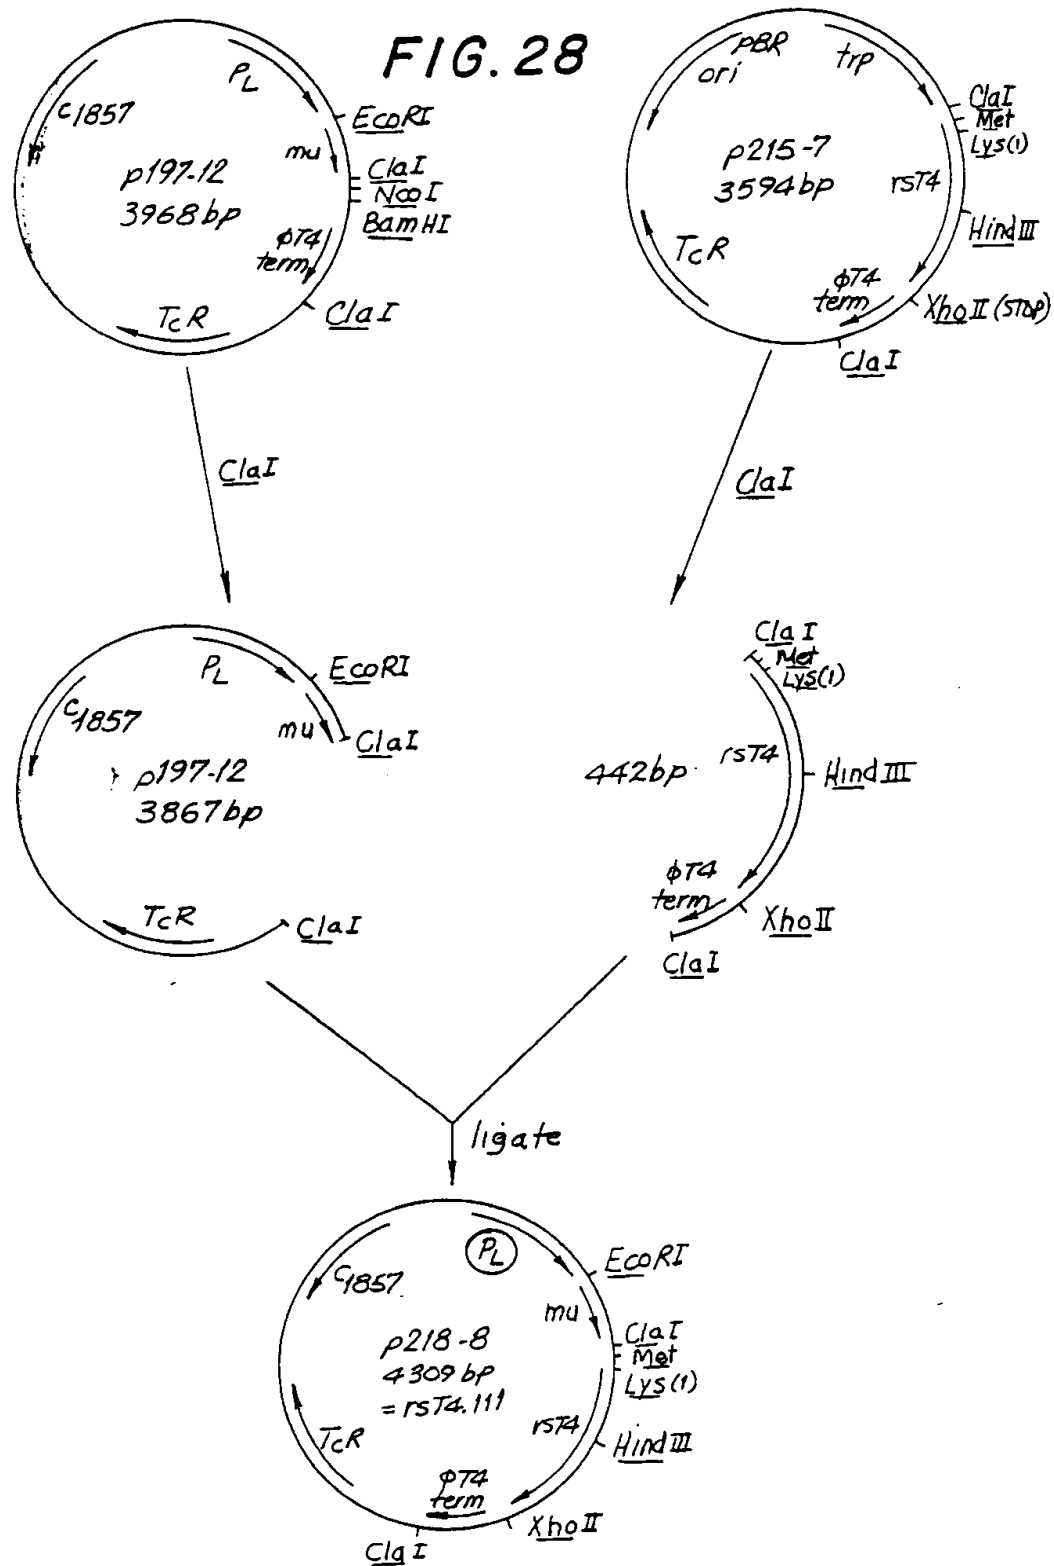 FIG. 28
PL
c1857
EcoRI
mu
ClaI
NcoI
BamHI
p197-12
3968bp
φT4
term
ClaI
TcR
pBR
ori
trp
ClaI
Met
Lys(1)
p215-7
3594bp
rsT4
HindIII
TcR
φT4
term
XhoII (STOP)
ClaI
ClaI
ClaI
PL
EcoRI
c1857
mu
ClaI
p197-12
3867bp
TcR
ClaI
ClaI
Met
Lys(1)
rsT4
442bp
HindIII
φT4
term
XhoII
ClaI
ligate
PL
EcoRI
c1857
mu
ClaI
Met
Lys(1)
p218-8
4309bp
=rsT4.111
rsT4
HindIII
TcR
φT4
term
XhoII
ClaI